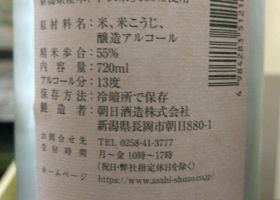 原材料名：米、米こうじ、
醸造アルコール
精米歩合：55%
内容量：720ml
アルコール分：13度
保存方法：冷暗所で保存
製造者：朝日酒造株式会社
新潟県長岡市朝日880-1
お問合せ先 TEL 0258-41-3777
受付時間 月〜金 10時〜17時
(祝日・弊社指定休日を除く)
ホームページ https://www.asahi-shuzo.co.jp/